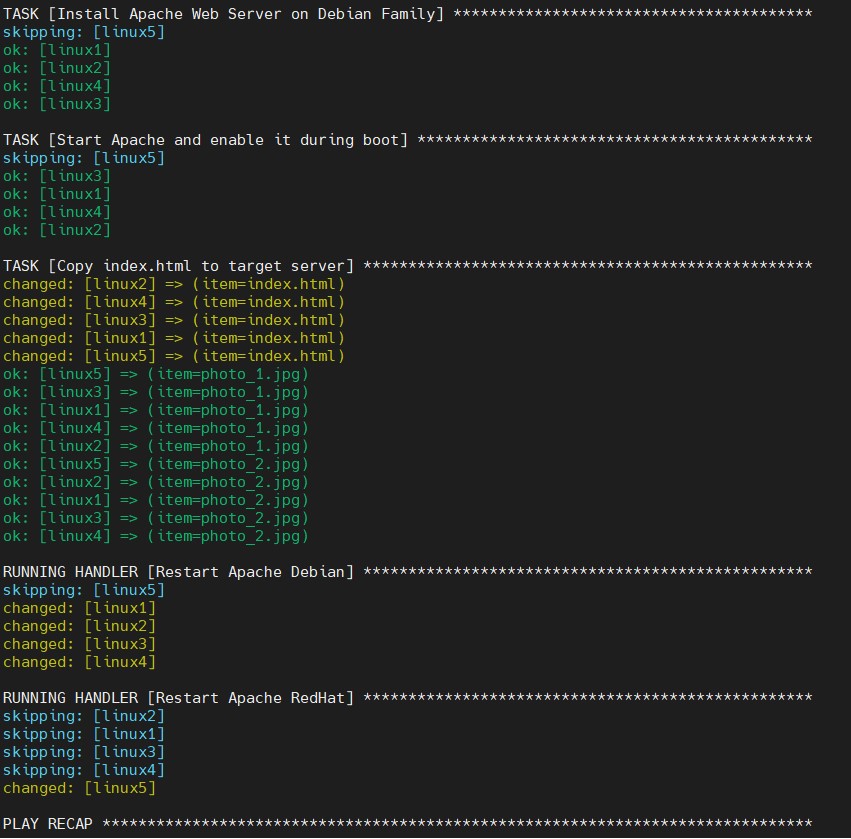 TASK [Install Apache Web Server on Debian Family] ****************************************
skipping: [linux5]
ok: [linux1]
ok: [linux2]
ok: [linux4]
ok: [linux3]
TASK [Start Apache and enable it during boot] ********************************************
skipping: [linux5]
ok: [linux3]
ok: [linux1]
ok: [linux4]
ok: [linux2]
TASK [Copy index.html to target server] **************************************************
changed: [linux2] => (item=index.html)
changed: [linux4] => (item=index.html)
changed: [linux3] => (item=index.html)
changed: [linux1] => (item=index.html)
changed: [linux5] => (item=index.html)
ok: [linux5] => (item=photo_1.jpg)
ok: [linux3] => (item=photo_1.jpg)
ok: [linux1] => (item=photo_1.jpg)
ok: [linux4] => (item=photo_1.jpg)
ok: [linux2] => (item=photo_1.jpg)
ok: [linux5] => (item=photo_2.jpg)
ok: [linux2] => (item=photo_2.jpg)
ok: [linux1] => (item=photo_2.jpg)
ok: [linux3] => (item=photo_2.jpg)
ok: [linux4] => (item=photo_2.jpg)
RUNNING HANDLER [Restart Apache Debian] **************************************************
skipping: [linux5]
changed: [linux1]
changed: [linux2]
changed: [linux3]
changed: [linux4]
RUNNING HANDLER [Restart Apache RedHat] **************************************************
skipping: [linux2]
skipping: [linux1]
skipping: [linux3]
skipping: [linux4]
changed: [linux5]
PLAY RECAP *******************************************************************************